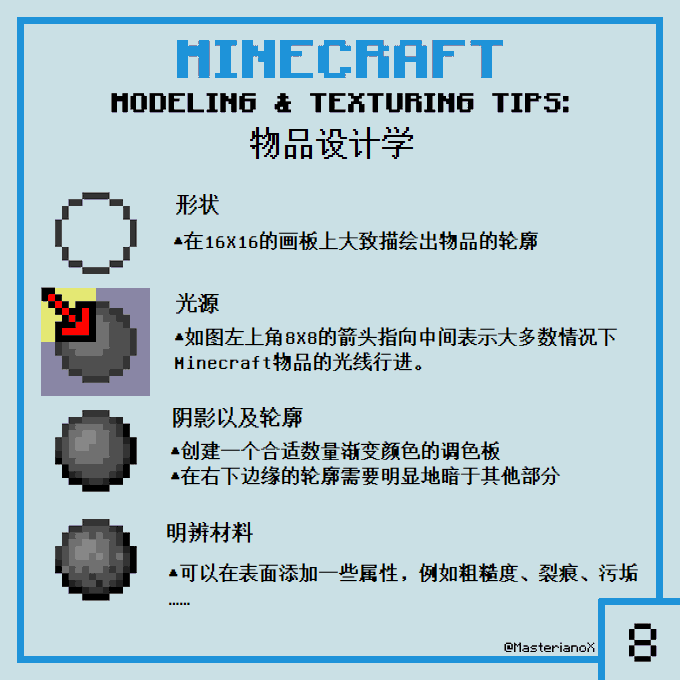 MINECRAFT
MODELING & TEXTURING TIPS:
物品设计学
形状
▲在16X16的画板上大致描绘出物品的轮廓
光源
▲如图左上角8X8的箭头指向中间表示大多数情况下
Minecraft物品的光线行进。
阴影以及轮廓
▲创建一个合适数量渐变颜色的调色板
▲在右下边缘的轮廓需要明显地暗于其他部分
明辨材料
▲可以在表面添加一些属性，例如粗糙度、裂痕、污垢
……
@MasterianoX
8